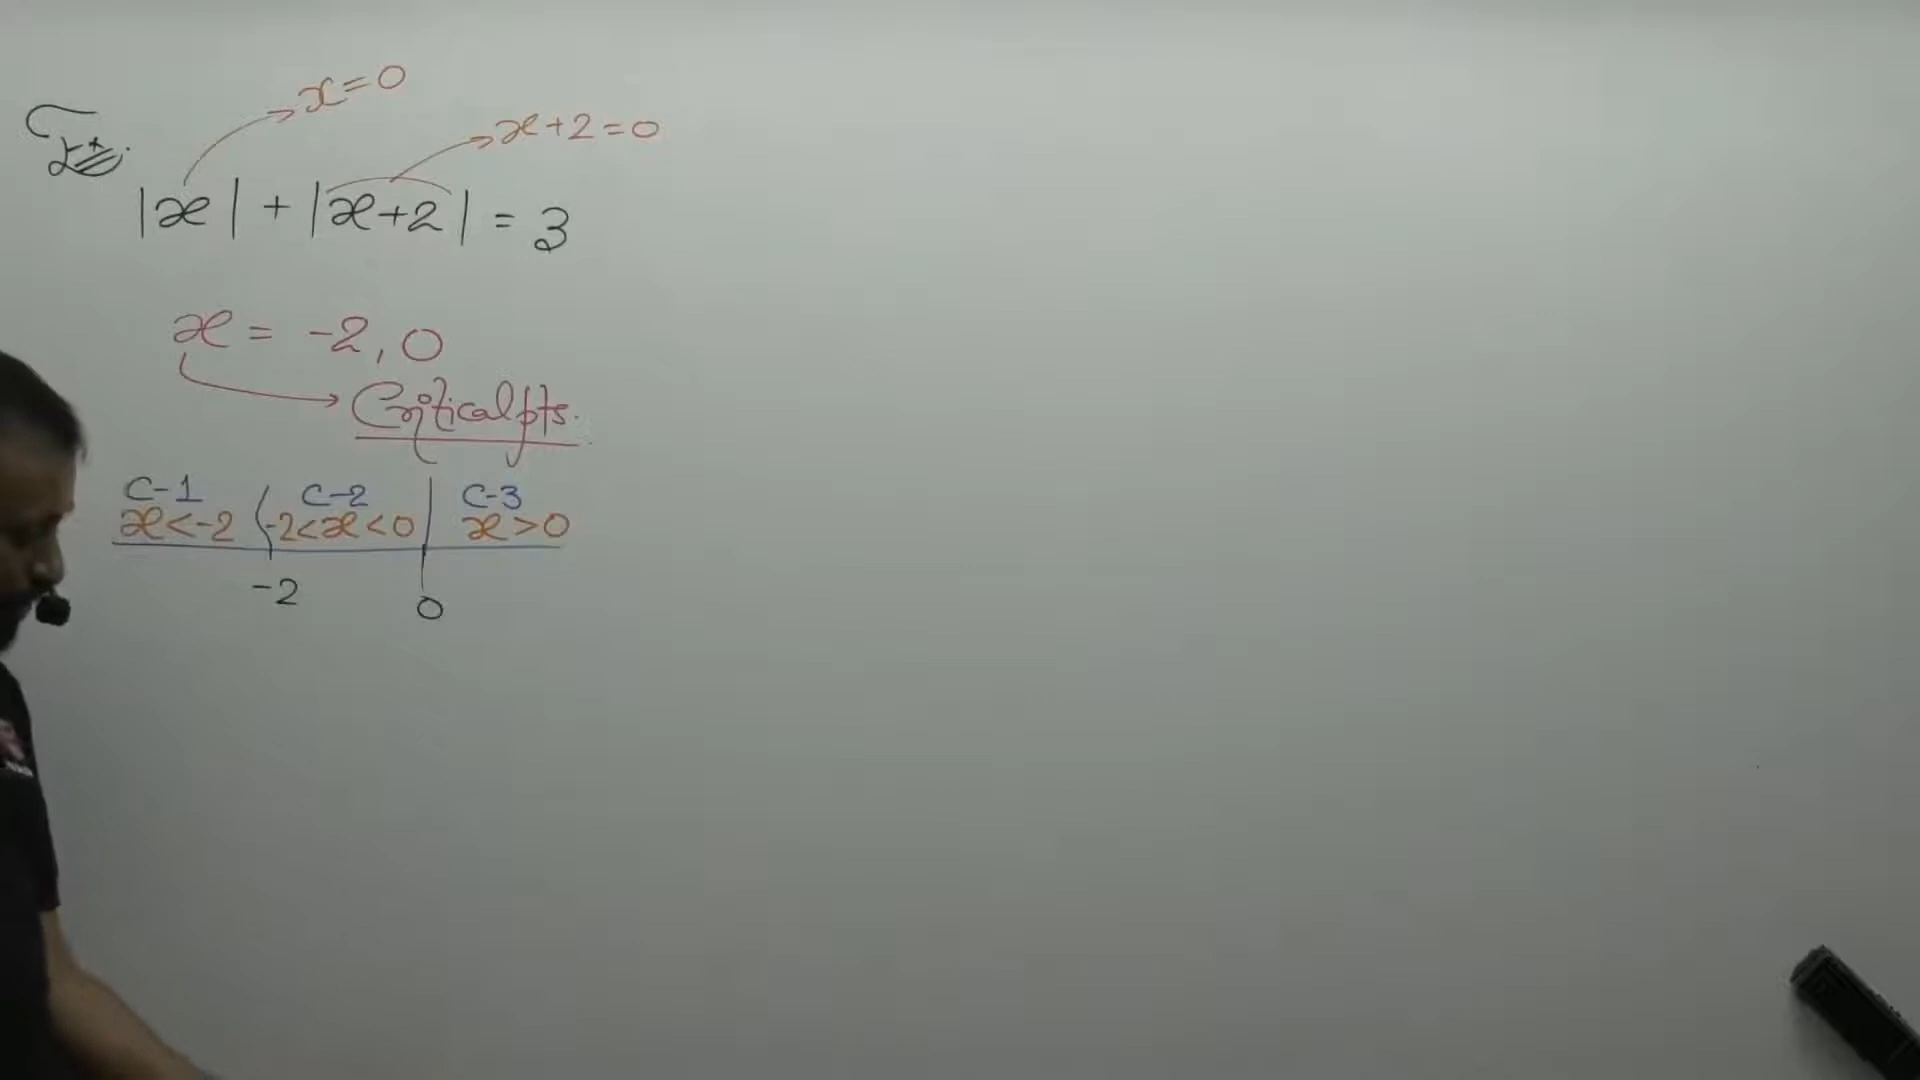 x=0
x+2=0
Ex.
|x| + |x+2| = 3
x = -2, 0
Critical pts.
C-1 C-2 C-3
x<-2 -2<x<0 x>0
-2 0